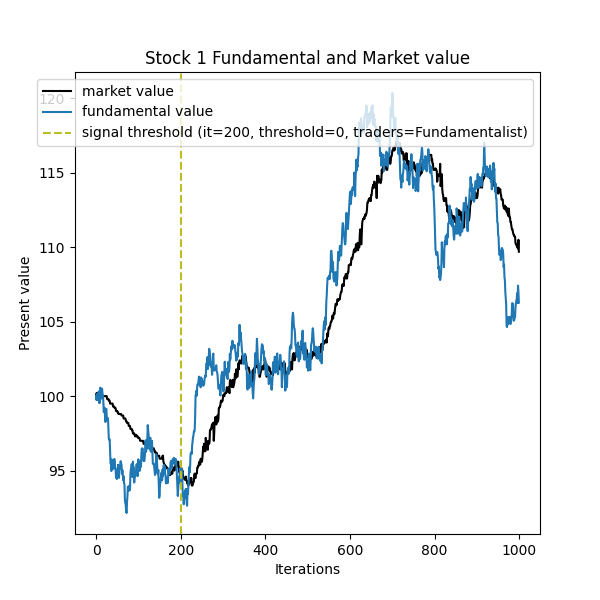 Stock 1 Fundamental and Market value
market value
fundamental value
signal threshold (it=200, threshold=0, traders=Fundamentalist)
120
115
110
105
100
95
Present value
0 200 400 600 800 1000
Iterations